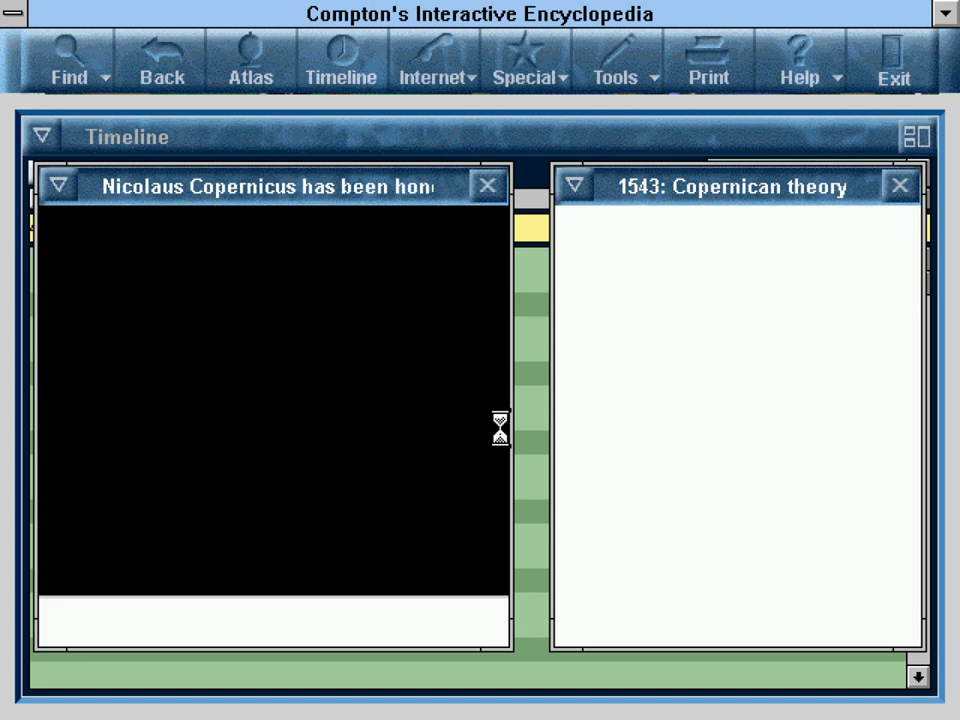 Compton's Interactive Encyclopedia
Find Back Atlas Timeline Internet Special Tools Print Help Exit
Timeline
Nicolaus Copernicus has been
1543: Copernican theory